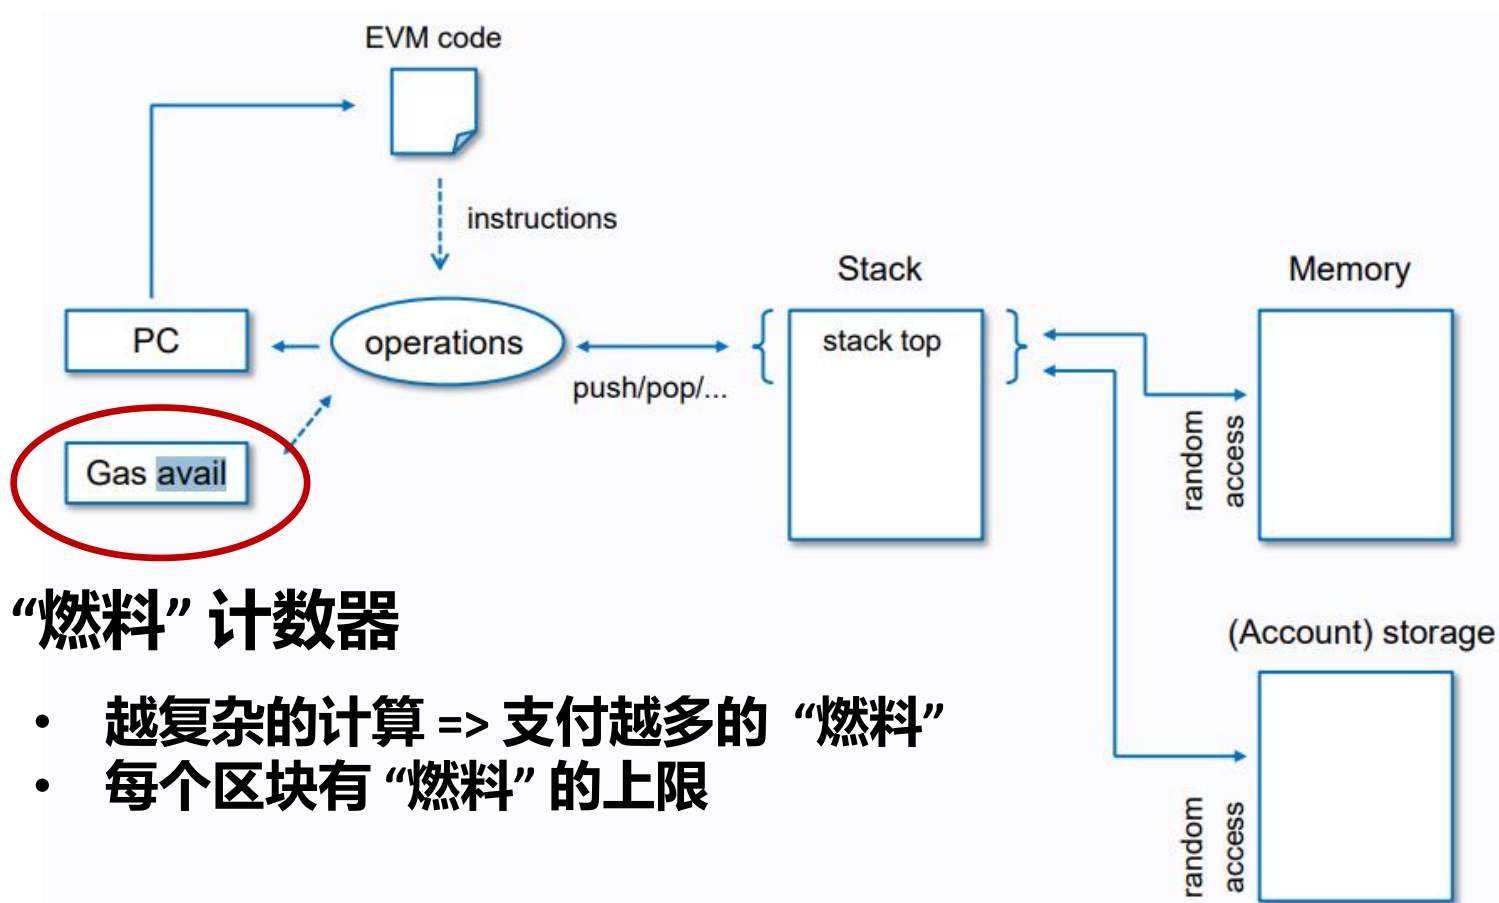 EVM code
instructions
Stack
Memory
PC
operations
stack top
push/pop/...
random
access
Gas avail
“燃料” 计数器
(Account) storage
• 越复杂的计算 => 支付越多的 “燃料”
• 每个区块有 “燃料” 的上限
random
access